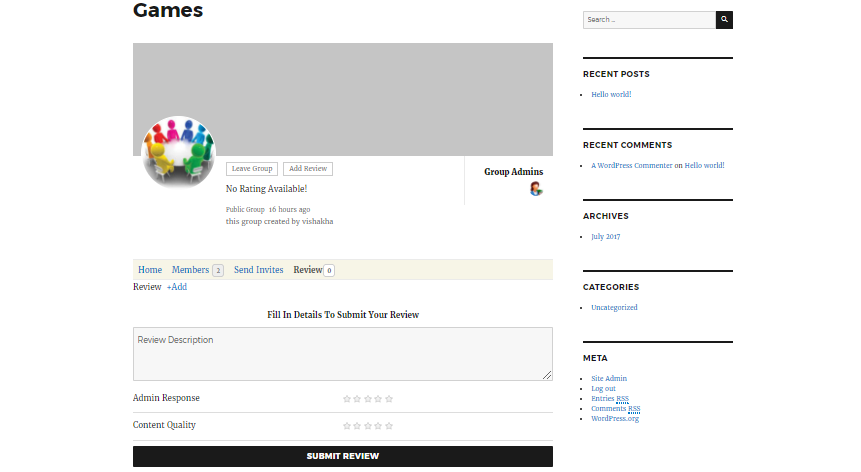 Games
Leave Group
Add Review
No Rating Available!
Public Group 16 hours ago
this group created by vishakha
Group Admins
Home Members 2 Send Invites Review 0
Review +Add
Fill In Details To Submit Your Review
Review Description
Admin Response
Content Quality
SUBMIT REVIEW
Search …
RECENT POSTS
Hello world!
RECENT COMMENTS
A WordPress Commenter on Hello world!
ARCHIVES
July 2017
CATEGORIES
Uncategorized
META
Site Admin
Log out
Entries RSS
Comments RSS
WordPress.org